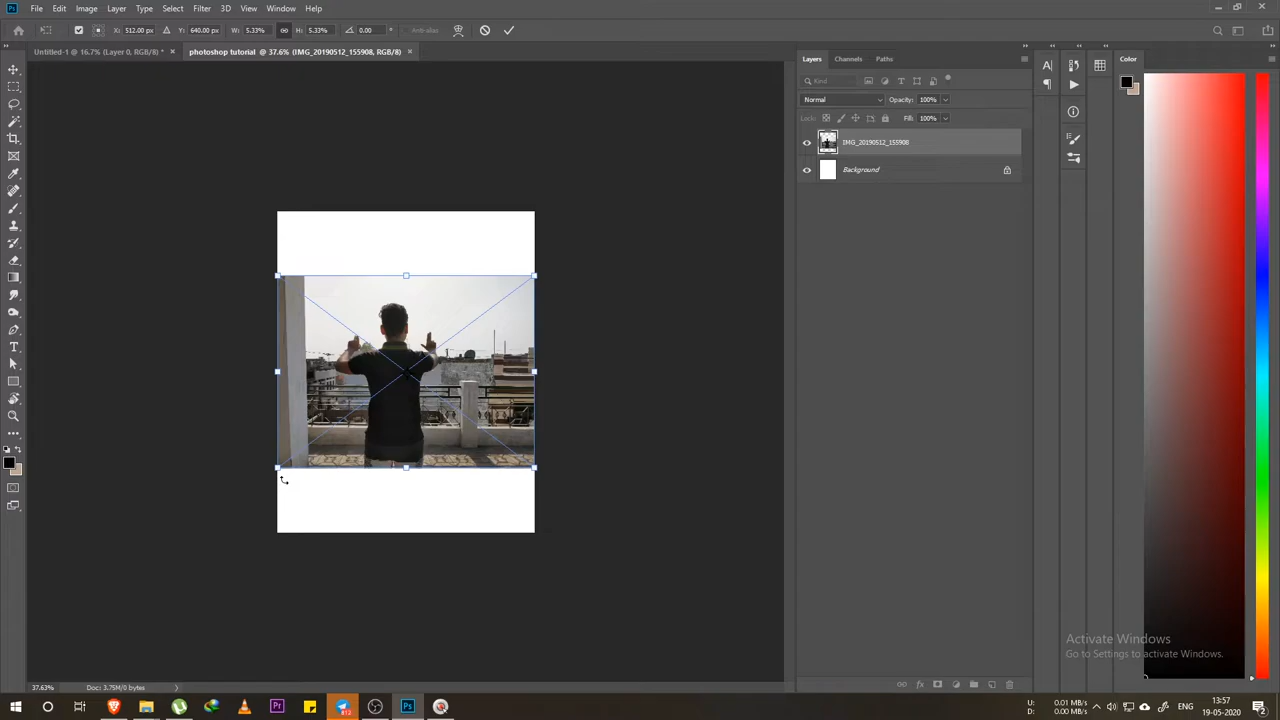 File Edit Image Layer Type Select Filter 3D View Window Help
X: 512.00 px Y: 640.00 px W: 5.33% H: 5.33% 0.00 ° Anti-alias
Untitled-1 @ 16.7% (Layer 0, RGB/8) * × photoshop tutorial @ 37.6% (IMG_20190512_155908, RGB/8) ×
Layers Channels Paths
Kind
Normal Opacity: 100%
Lock: Fill: 100%
IMG_20190512_155908
Background
Color
Activate Windows
Go to Settings to activate Windows.
37.63% Doc: 3.75M/0 bytes
U: 0.01 MB/s
D: 0.00 MB/s
ENG
13:57
19-05-2020